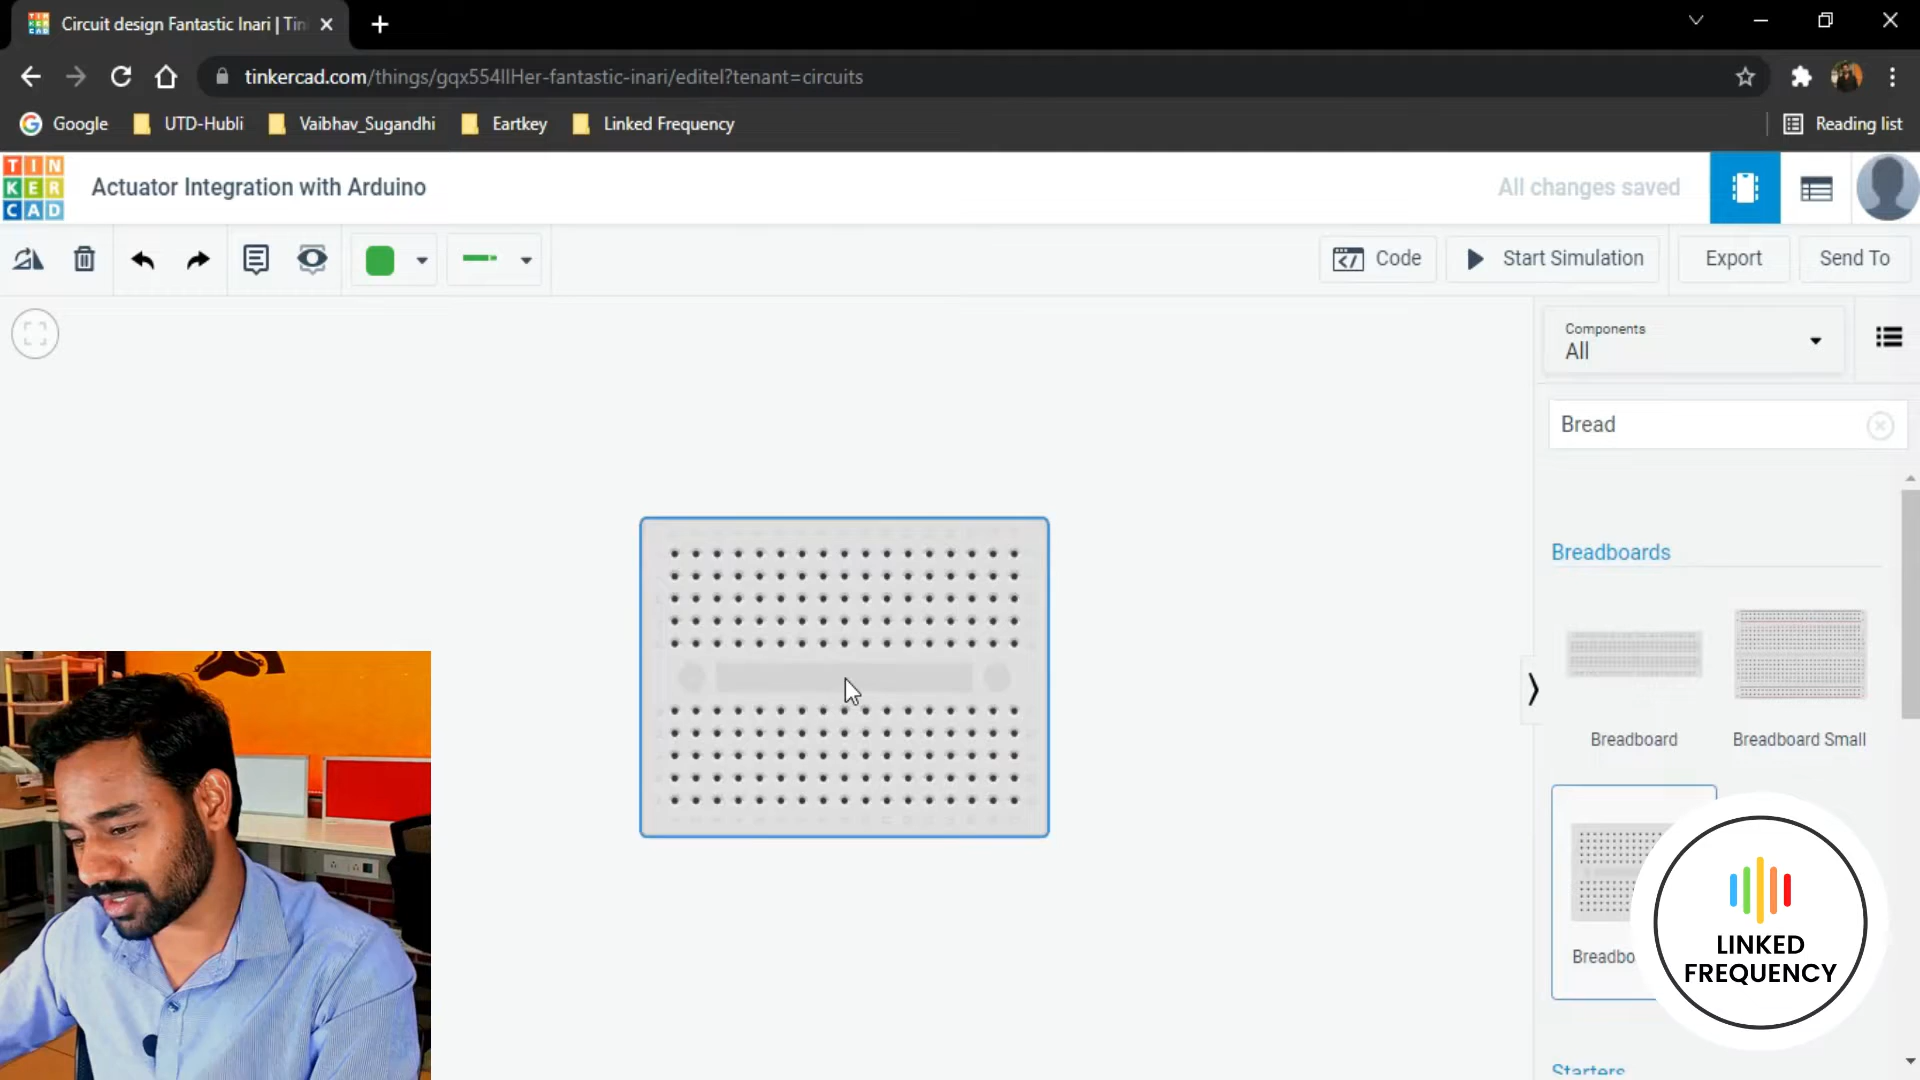 Circuit design Fantastic Inari | Tin
tinkercad.com/things/gqx554lIHer-fantastic-inari/editel?tenant=circuits
Google
UTD-Hubli
Vaibhav_Sugandhi
Eartkey
Linked Frequency
Reading list
TIN
KER
CAD
Actuator Integration with Arduino
All changes saved
Code
Start Simulation
Export
Send To
Components
All
Bread
Breadboards
Breadboard
Breadboard Small
Breadbo
LINKED
FREQUENCY
Starters